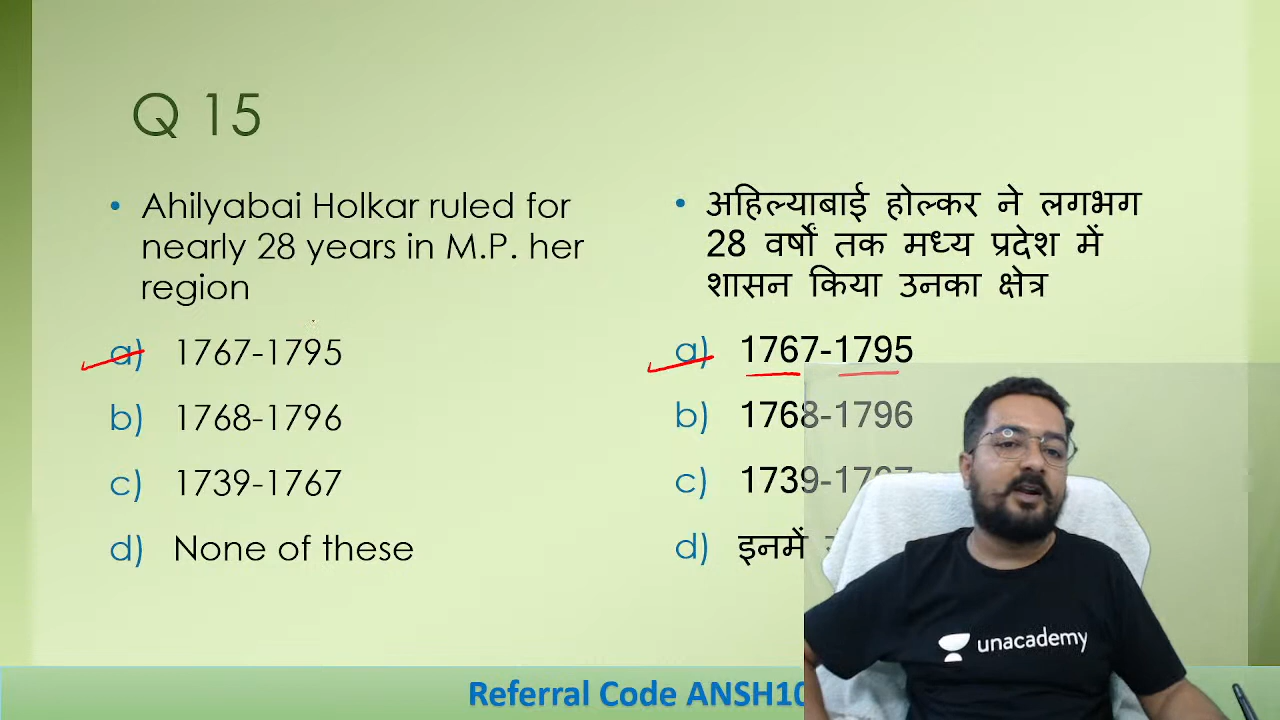 Q 15
• Ahilyabai Holkar ruled for
nearly 28 years in M.P. her
region
a) 1767-1795
b) 1768-1796
c) 1739-1767
d) None of these
• अहिल्याबाई होल्कर ने लगभग
28 वर्षों तक मध्य प्रदेश में
शासन किया उनका क्षेत्र
a) 1767-1795
b) 1768-1796
c) 1739-1767
d) इनमें
unacademy
Referral Code ANSH10